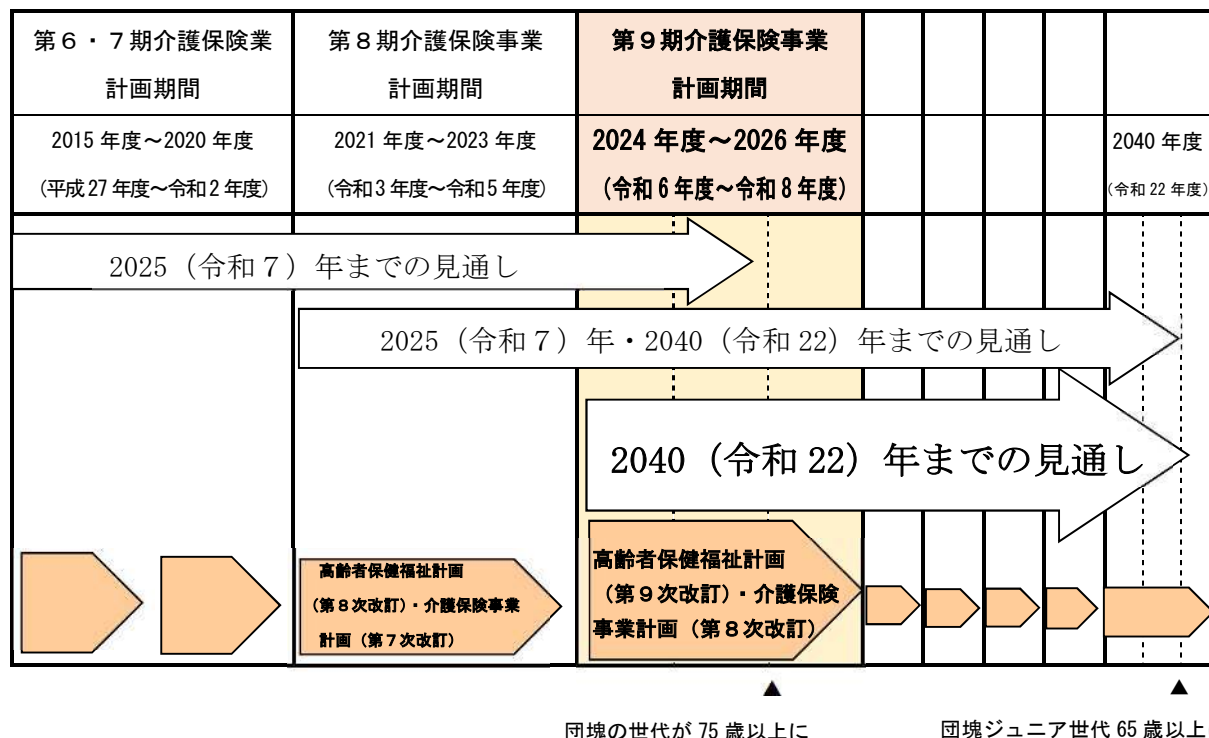 第６・７期介護保険業
計画期間
第８期介護保険事業
計画期間
第９期介護保険事業
計画期間
2015 年度～2020 年度
(平成 27 年度～令和 2 年度)
2021 年度～2023 年度
(令和 3 年度～令和 5 年度)
2024 年度～2026 年度
(令和 6 年度～令和 8 年度)
2040 年度
(令和 22 年度)
2025（令和７）年までの見通し
2025（令和７）年・2040（令和 22）年までの見通し
2040（令和 22）年までの見通し
高齢者保健福祉計画
(第８次改訂)・介護保険事業
計画（第７次改訂）
高齢者保健福祉計画
（第９次改訂）・介護保険
事業計画（第８次改訂）
▲
▲
団塊の世代が 75 歳以上に
団塊ジュニア世代 65 歳以上